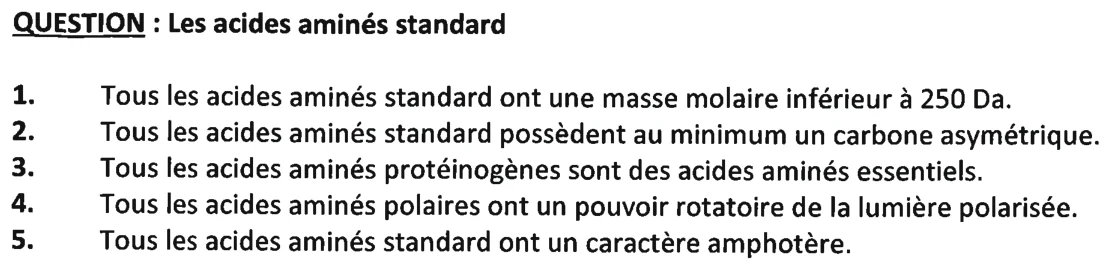 QUESTION : Les acides aminés standard
1. Tous les acides aminés standard ont une masse molaire inférieur à 250 Da.
2. Tous les acides aminés standard possèdent au minimum un carbone asymétrique.
3. Tous les acides aminés protéinogènes sont des acides aminés essentiels.
4. Tous les acides aminés polaires ont un pouvoir rotatoire de la lumière polarisée.
5. Tous les acides aminés standard ont un caractère amphotère.